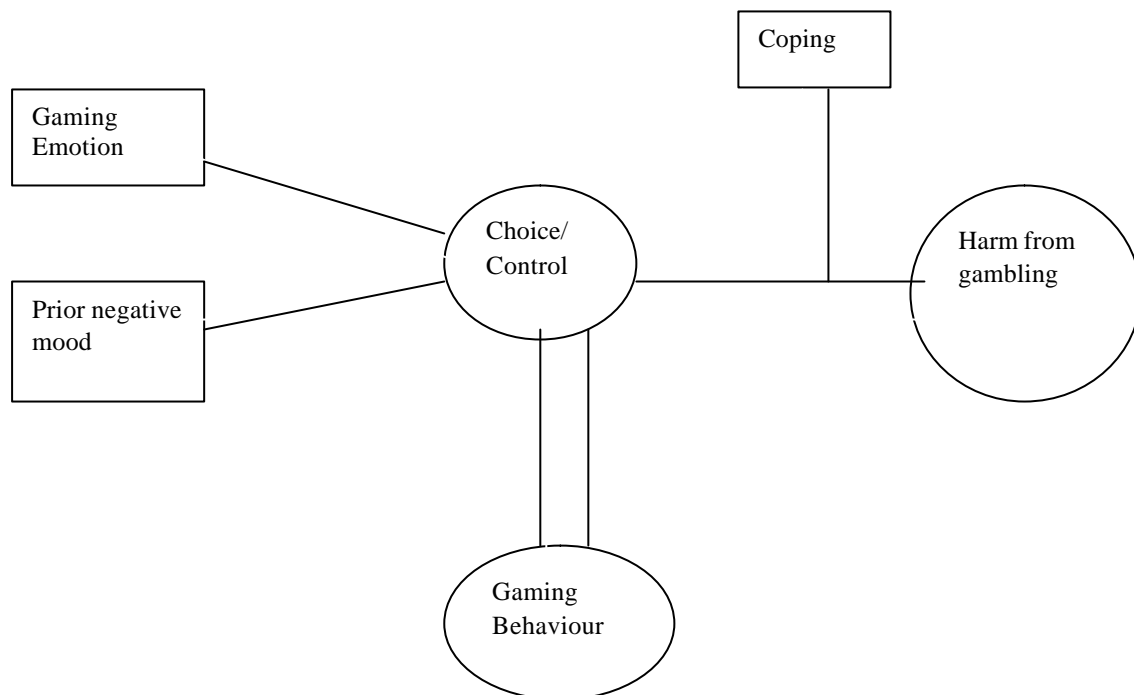 Coping
Gaming
Emotion
Choice/
Control
Harm from
gambling
Prior negative
mood
Gaming
Behaviour